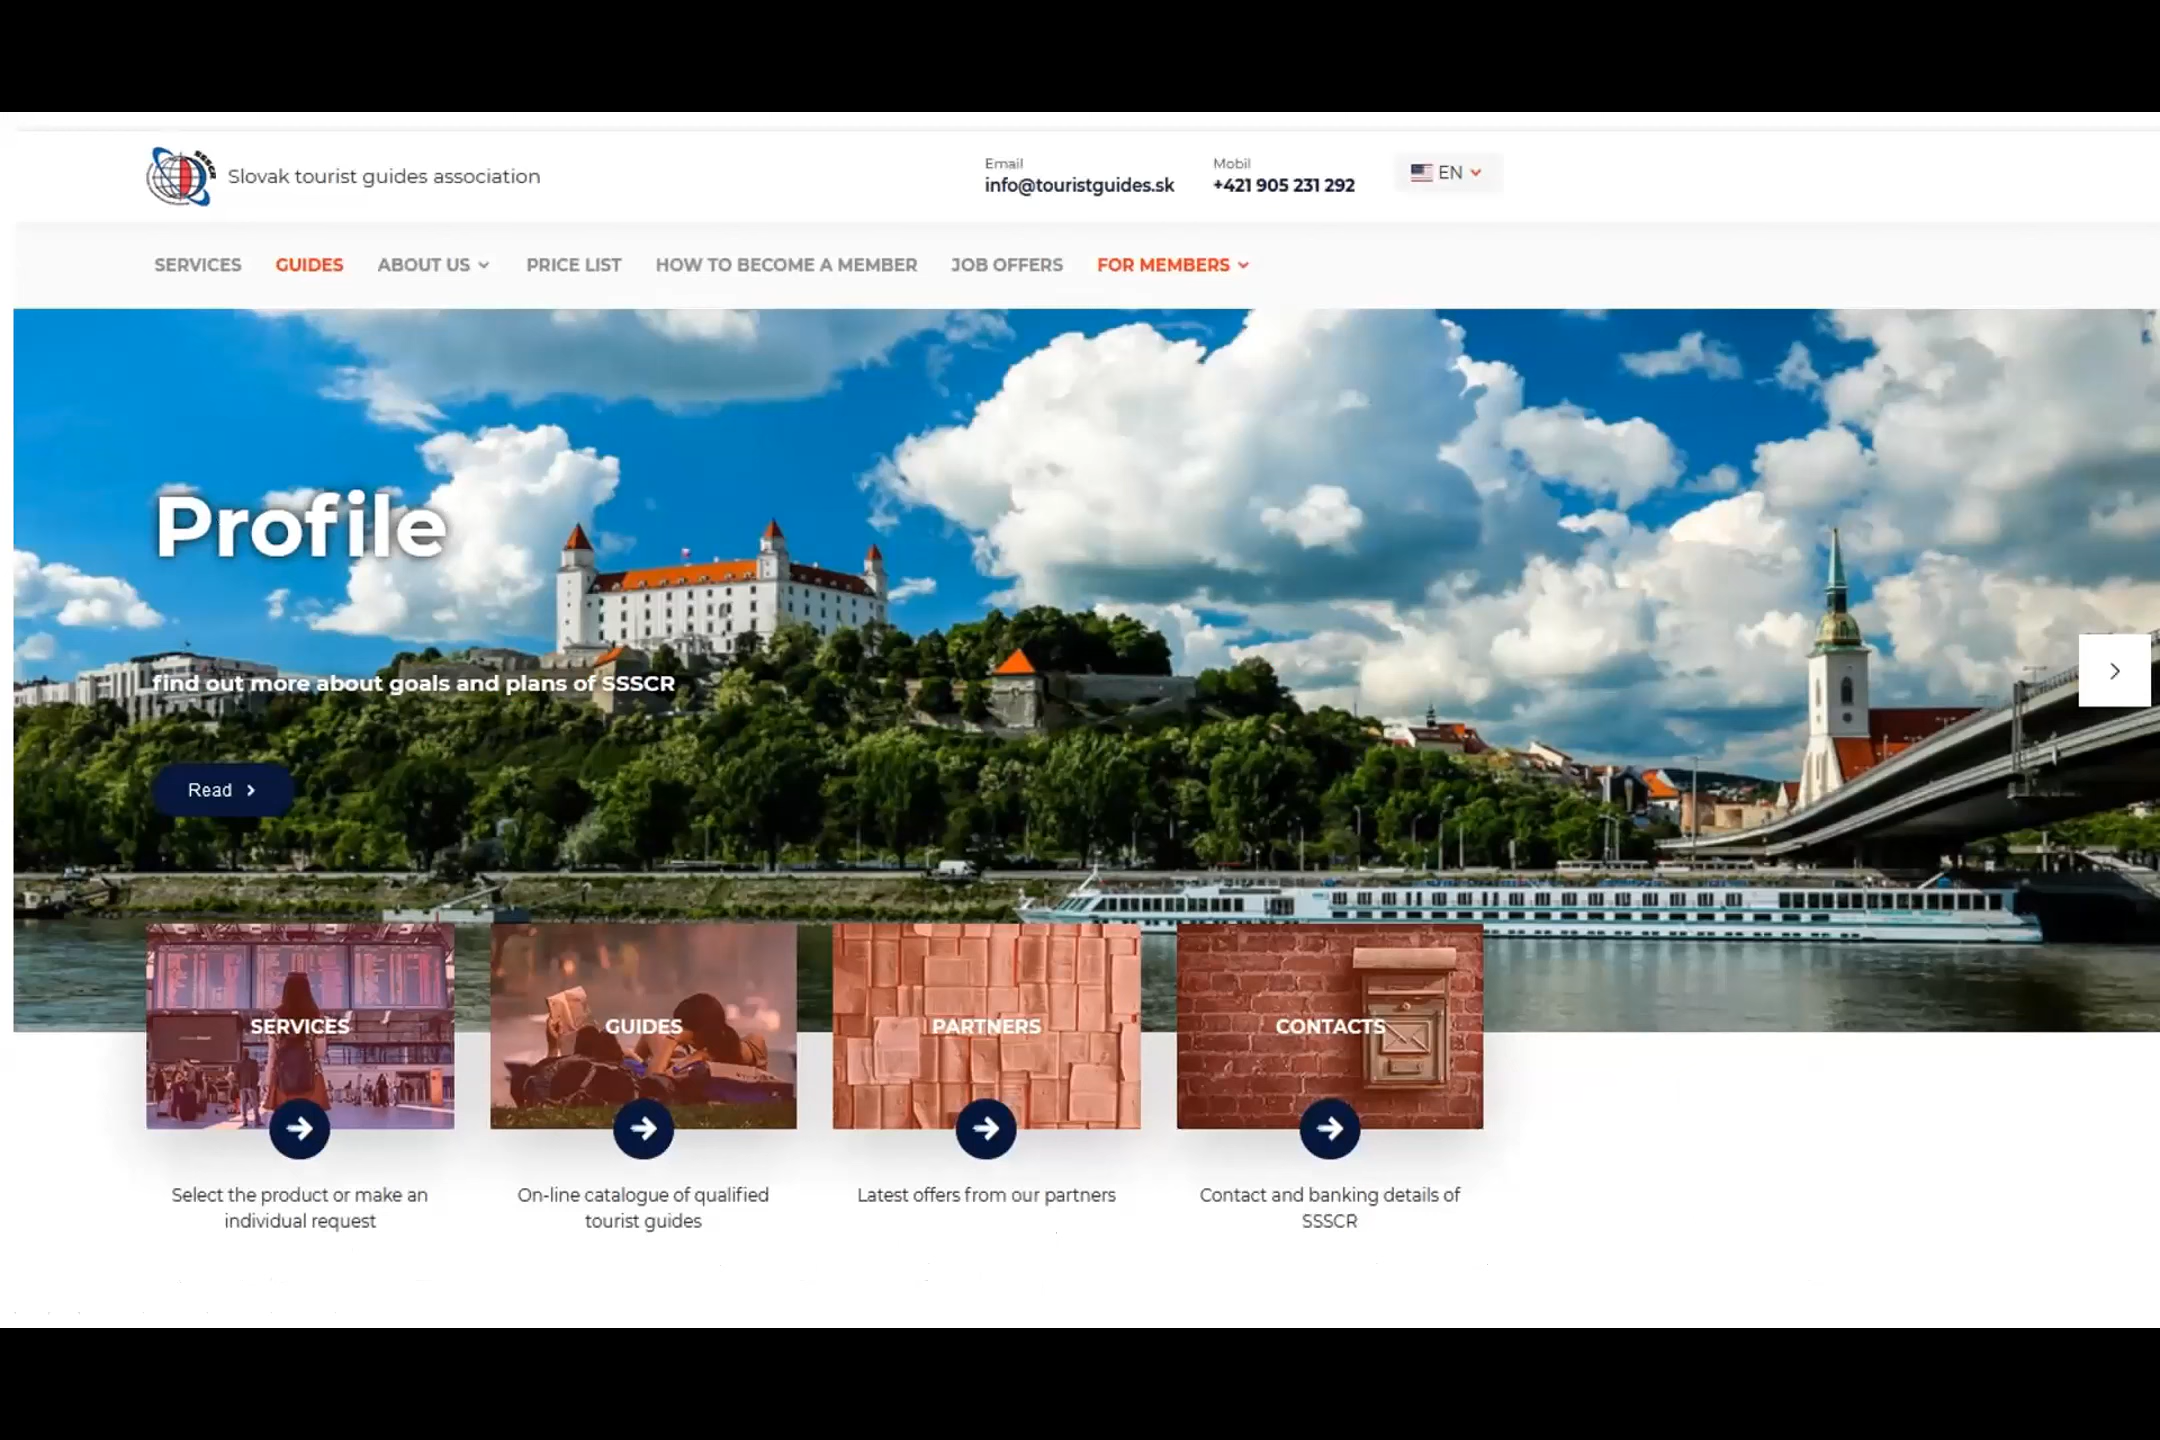 SSSCR
Slovak tourist guides association
Email
info@touristguides.sk
Mobil
+421 905 231 292
EN
SERVICES
GUIDES
ABOUT US
PRICE LIST
HOW TO BECOME A MEMBER
JOB OFFERS
FOR MEMBERS
Profile
find out more about goals and plans of SSSCR
Read
SERVICES
GUIDES
PARTNERS
CONTACTS
Select the product or make an
individual request
On-line catalogue of qualified
tourist guides
Latest offers from our partners
Contact and banking details of
SSSCR